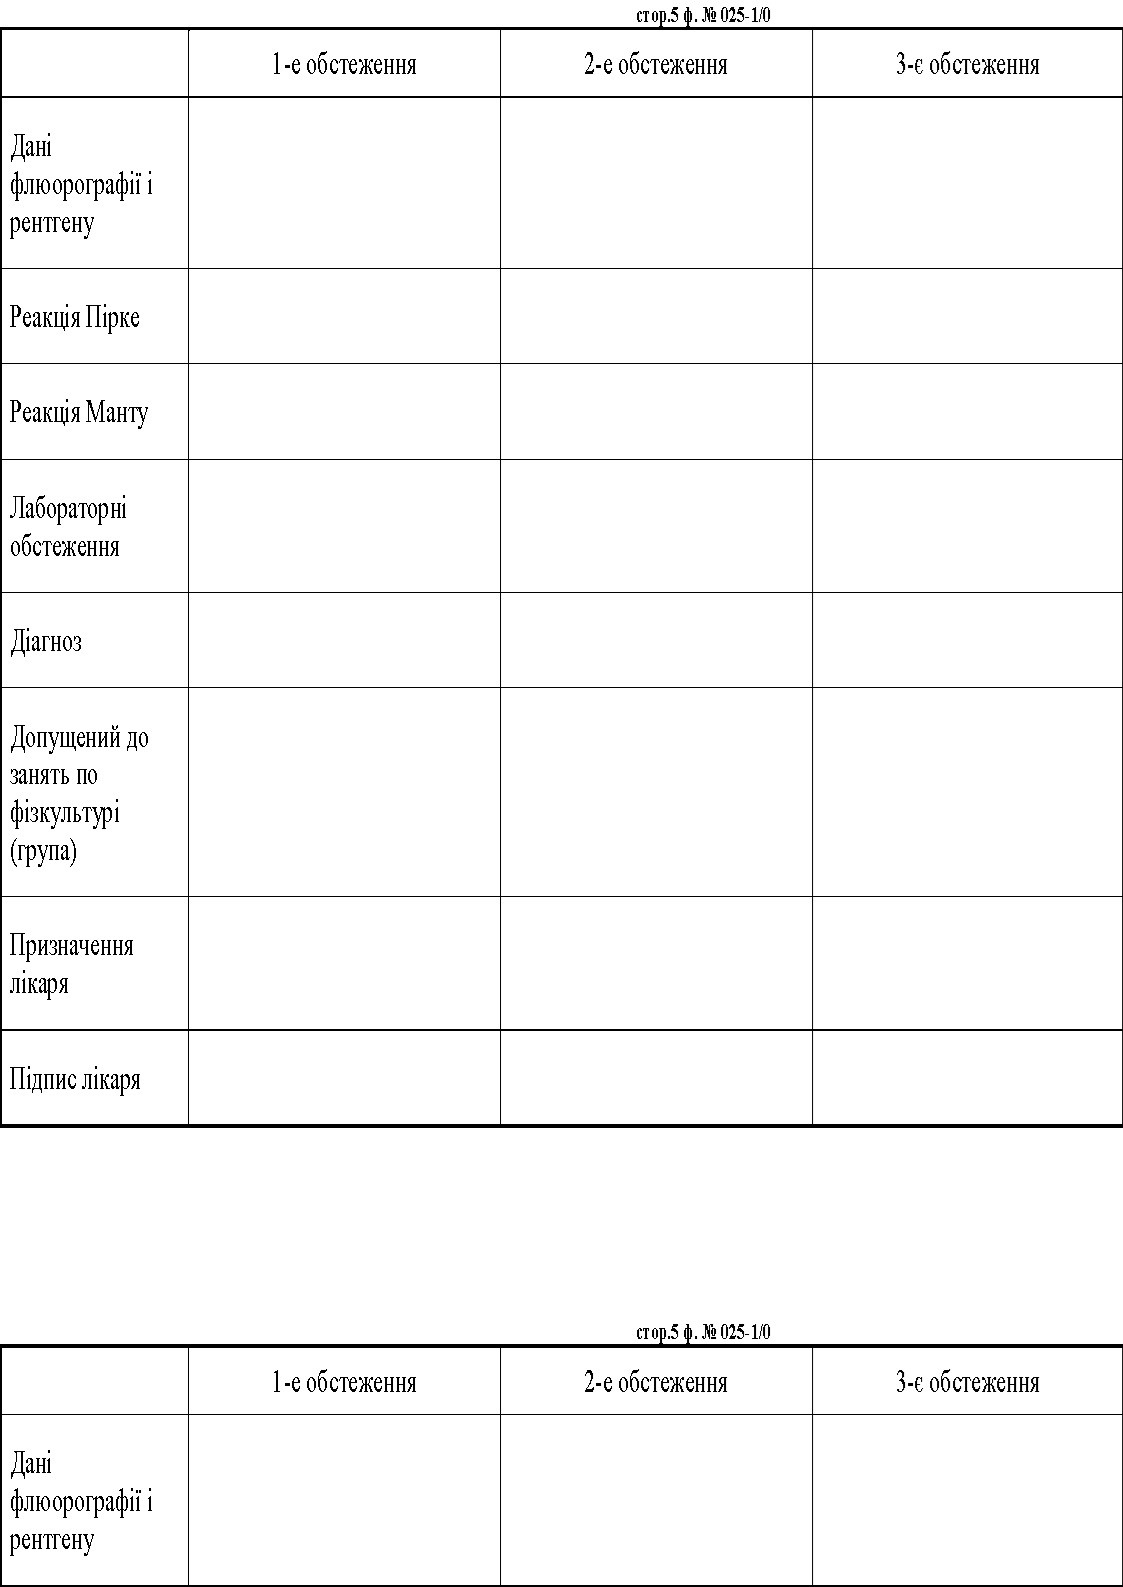 стор.5 ф. № 025-1/0
1-е обстеження 2-е обстеження 3-є обстеження
Дані
флюорографії і
рентгену
Реакція Пірке
Реакція Манту
Лабораторні
обстеження
Діагноз
Допущений до
занять по
фізкультурі
(група)
Призначення
лікаря
Підпис лікаря
стор.5 ф. № 025-1/0
1-е обстеження 2-е обстеження 3-є обстеження
Дані
флюорографії і
рентгену